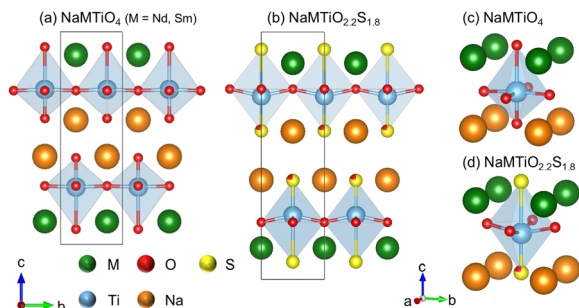 (a) NaMTiO₄ (M = Nd, Sm)
(b) NaMTiO₂.₂S₁.₈
(c) NaMTiO₄
(d) NaMTiO₂.₂S₁.₈
c
b
M
O
S
Ti
Na
c
a
b